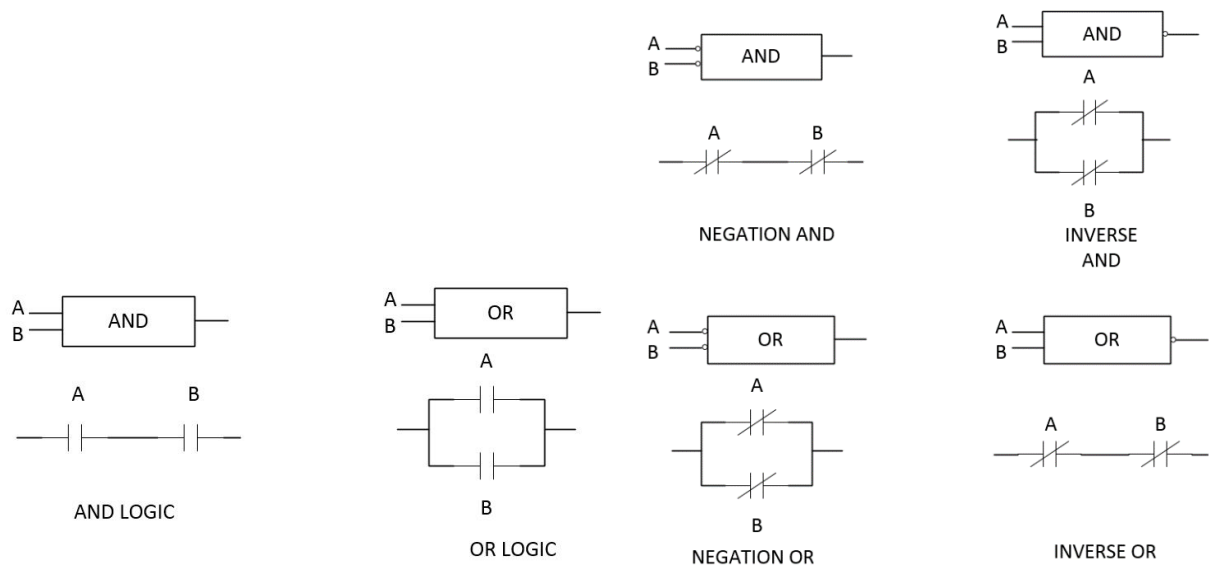 A
B
AND
A
B
NEGATION AND
A
B
AND
A
B
INVERSE
AND
A
B
AND
A
B
AND LOGIC
A
B
OR
A
B
OR LOGIC
A
B
OR
A
B
NEGATION OR
A
B
OR
A
B
INVERSE OR